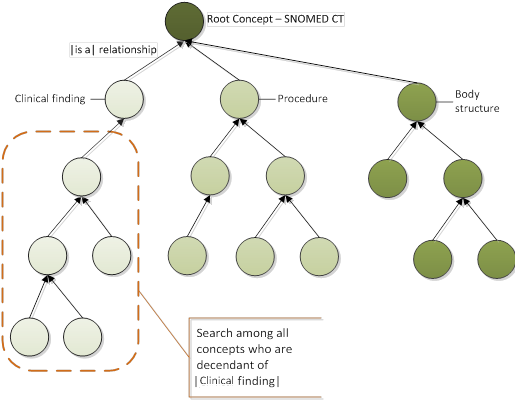 Root Concept – SNOMED CT
|is a| relationship
Clinical finding
Procedure
Body
structure
Search among all
concepts who are
decendant of
|Clinical finding|